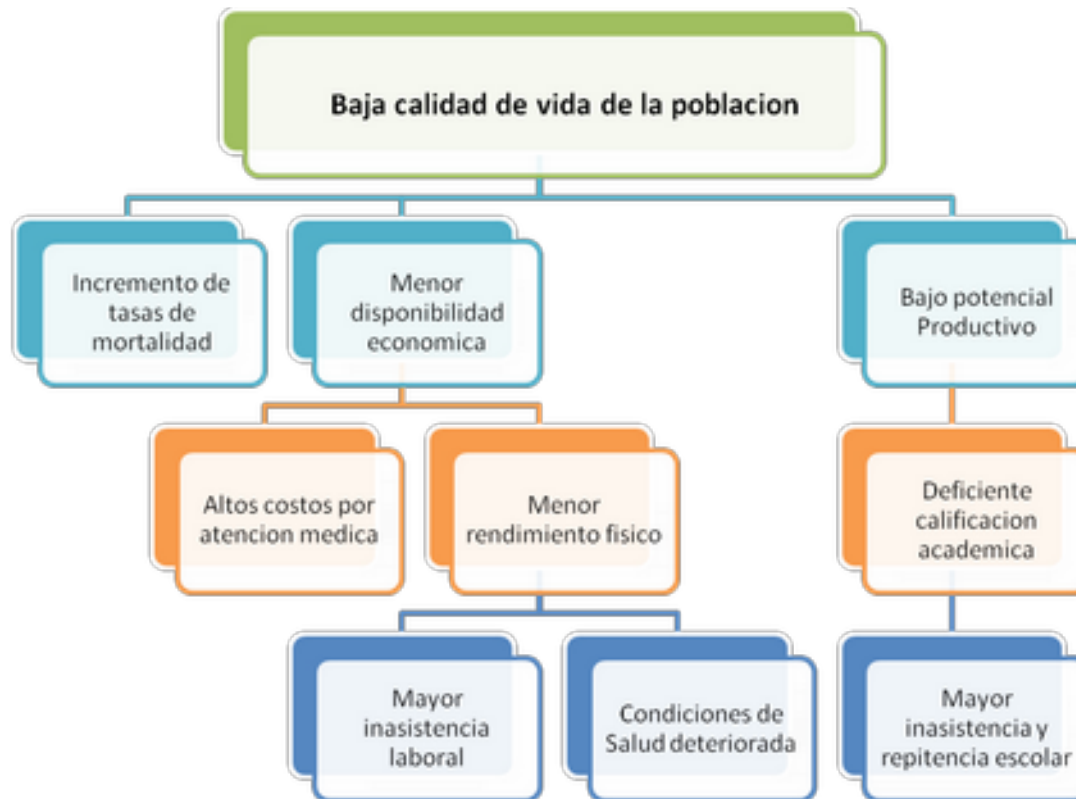 Baja calidad de vida de la poblacion
Incremento de
tasas de
mortalidad
Menor
disponibilidad
economica
Bajo potencial
Productivo
Altos costos por
atencion medica
Menor
rendimiento fisico
Deficiente
calificacion
academica
Mayor
inasistencia
laboral
Condiciones de
Salud deteriorada
Mayor
inasistencia y
repitencia escolar